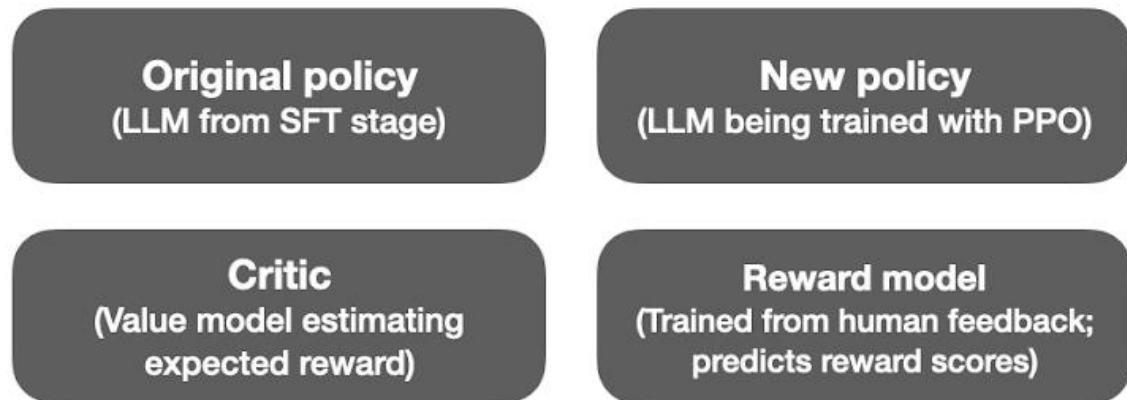 Original policy
(LLM from SFT stage)
New policy
(LLM being trained with PPO)
Critic
(Value model estimating
expected reward)
Reward model
(Trained from human feedback;
predicts reward scores)